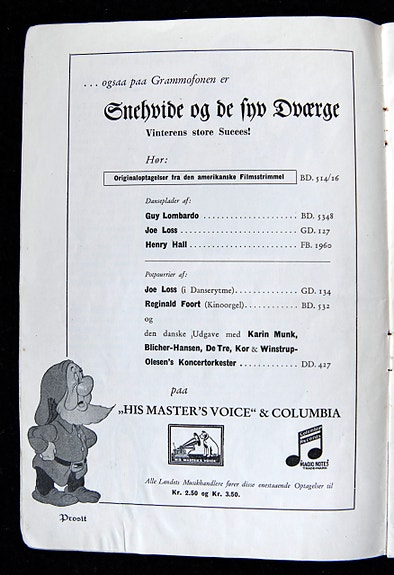 ... ogsaa paa Grammofonen er
Snehvide og de syv Dværge
Vinterens store Succes!
Hør:
Originaloptagelser fra den amerikanske Filmsstrimmel BD. 514/16
Danseplader af:
Guy Lombardo .................... BD. 5348
Joe Loss .................... GD. 127
Henry Hall .................... FB. 1960
Potpourrier af:
Joe Loss (i Danserytme) .................... GD. 134
Reginald Foort (Kinoorgel) .................... BD. 532
og
den danske Udgave med Karin Munk,
Blicher-Hansen, De Tre, Kor & Winstrup-
Olesen's Koncertorkester .................... DD. 427
paa
„HIS MASTER'S VOICE" & COLUMBIA
"HIS MASTER'S VOICE"
MAGIC NOTES
TRADE MARK
Alle Landets Musikhandlere fører disse enestaaende Optagelser til
Kr. 2.50 og Kr. 3.50.
Prosit